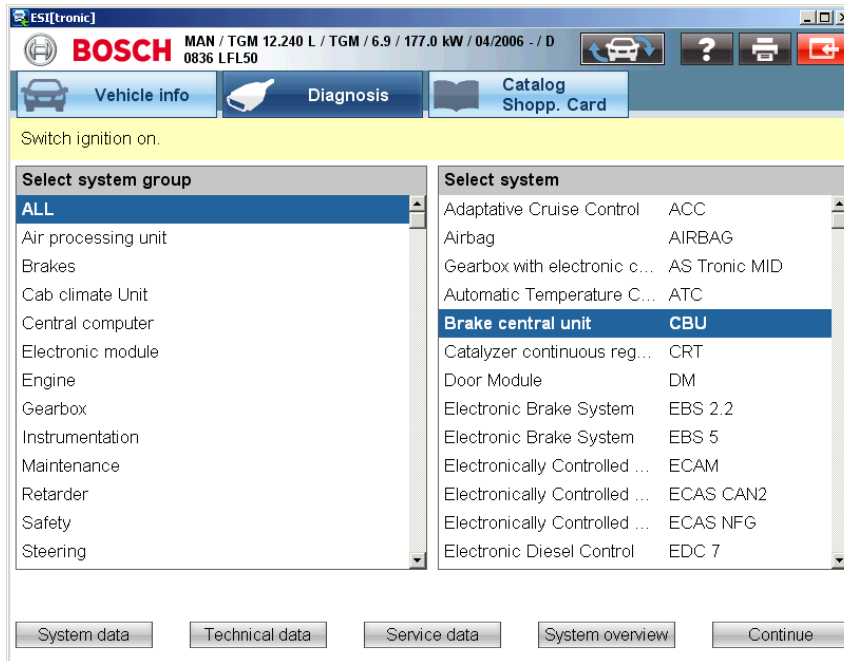 ESI[tronic]
BOSCH
MAN / TGM 12.240 L / TGM / 6.9 / 177.0 kW / 04/2006 - / D
0836 LFL50
?
Vehicle info
Diagnosis
Catalog
Shopp. Card
Switch ignition on.
Select system group
ALL
Air processing unit
Brakes
Cab climate Unit
Central computer
Electronic module
Engine
Gearbox
Instrumentation
Maintenance
Retarder
Safety
Steering
Select system
Adaptative Cruise Control ACC
Airbag AIRBAG
Gearbox with electronic c... AS Tronic MID
Automatic Temperature C... ATC
Brake central unit CBU
Catalyzer continuous reg... CRT
Door Module DM
Electronic Brake System EBS 2.2
Electronic Brake System EBS 5
Electronically Controlled ... ECAM
Electronically Controlled ... ECAS CAN2
Electronically Controlled ... ECAS NFG
Electronic Diesel Control EDC 7
System data Technical data Service data System overview Continue